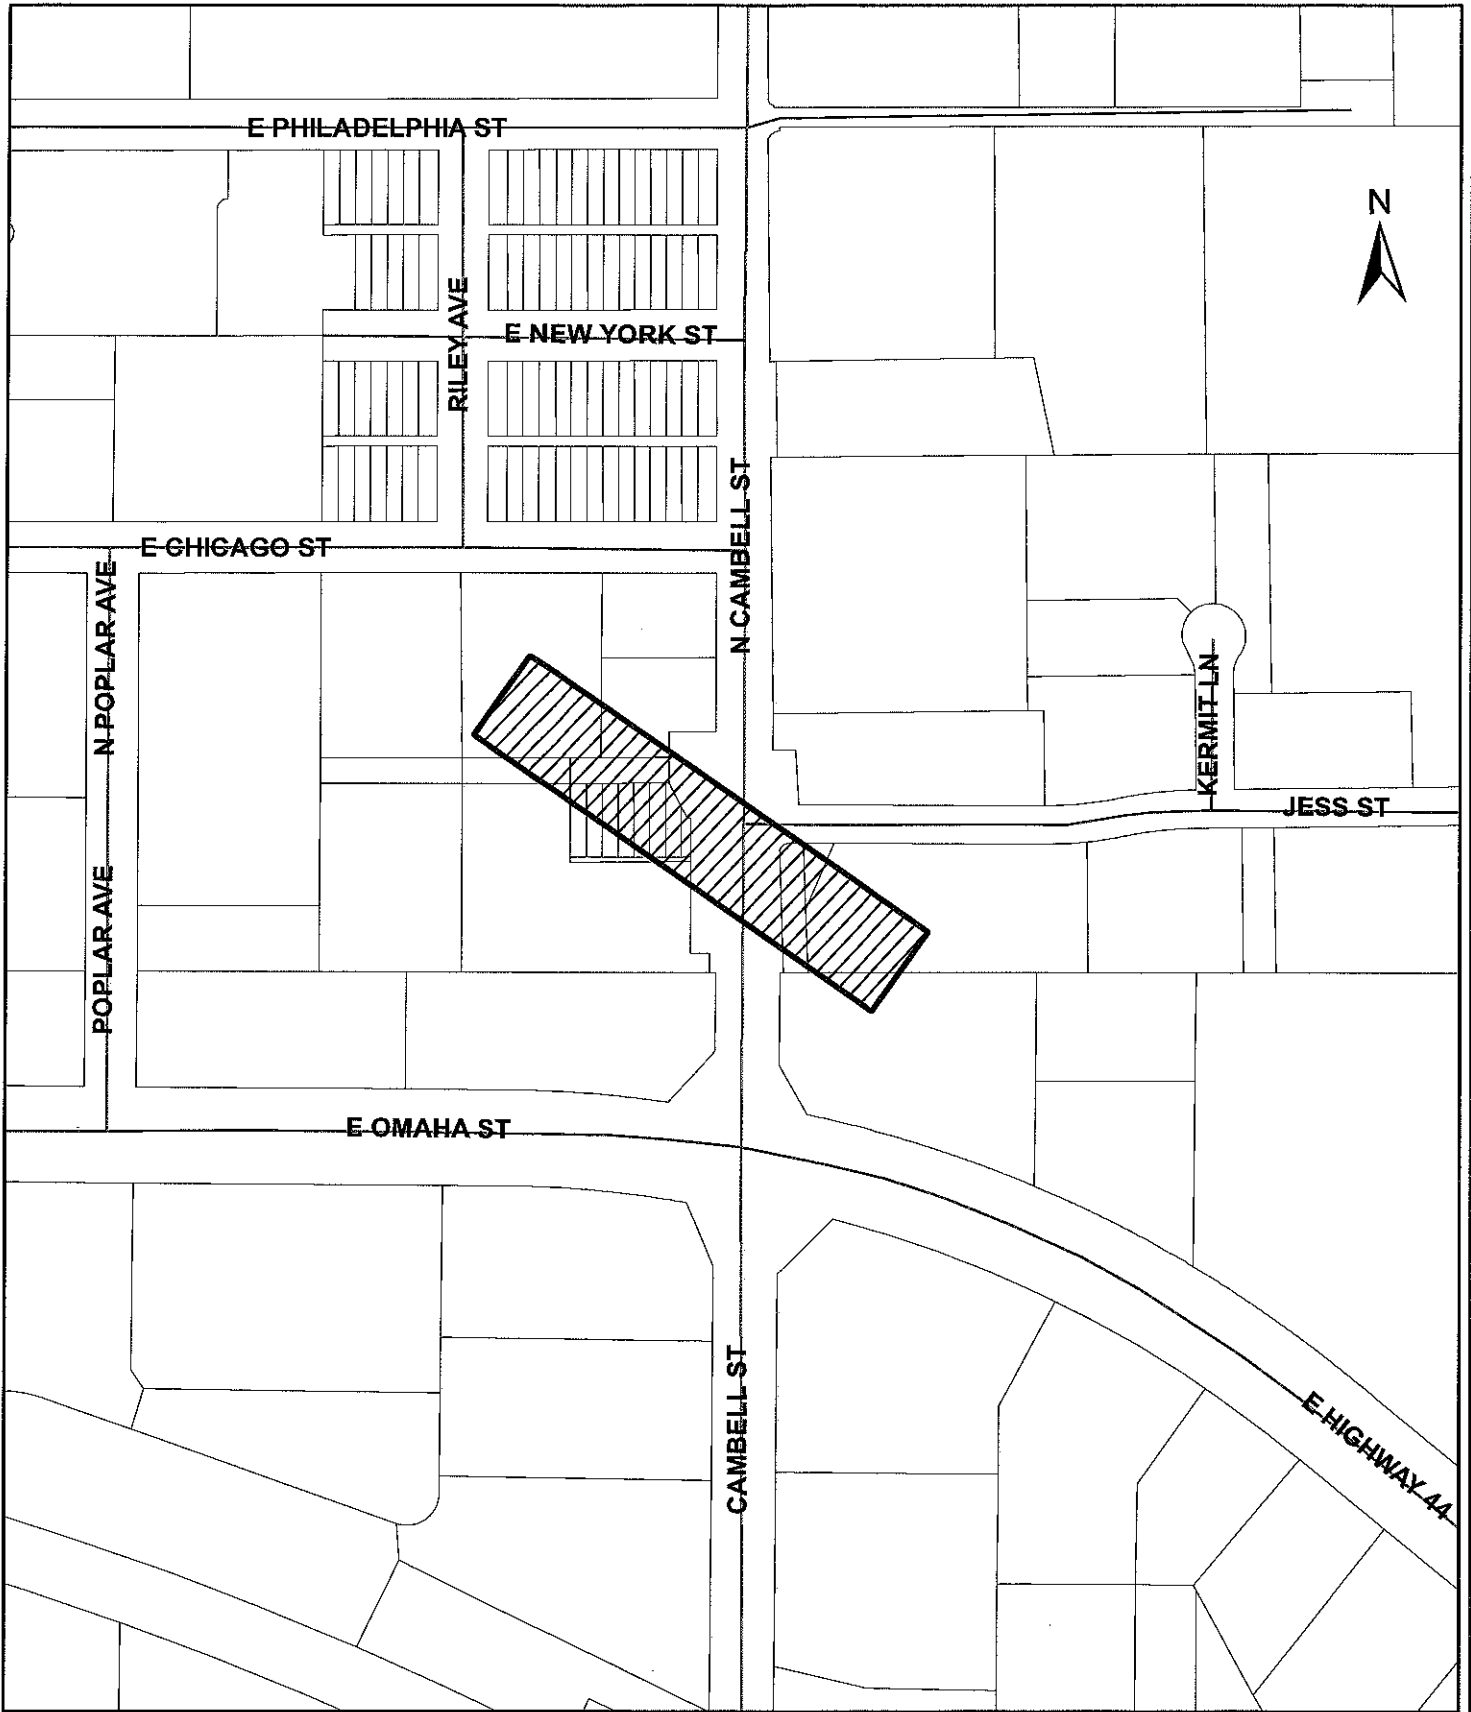 E PHILADELPHIA ST
N
RILEY AVE
E NEW YORK ST
N CAMBELL ST
E CHICAGO ST
N POPLAR AVE
KERMIT LN
JESS ST
POPLAR AVE
E OMAHA ST
CAMBELL ST
E HIGHWAY 44